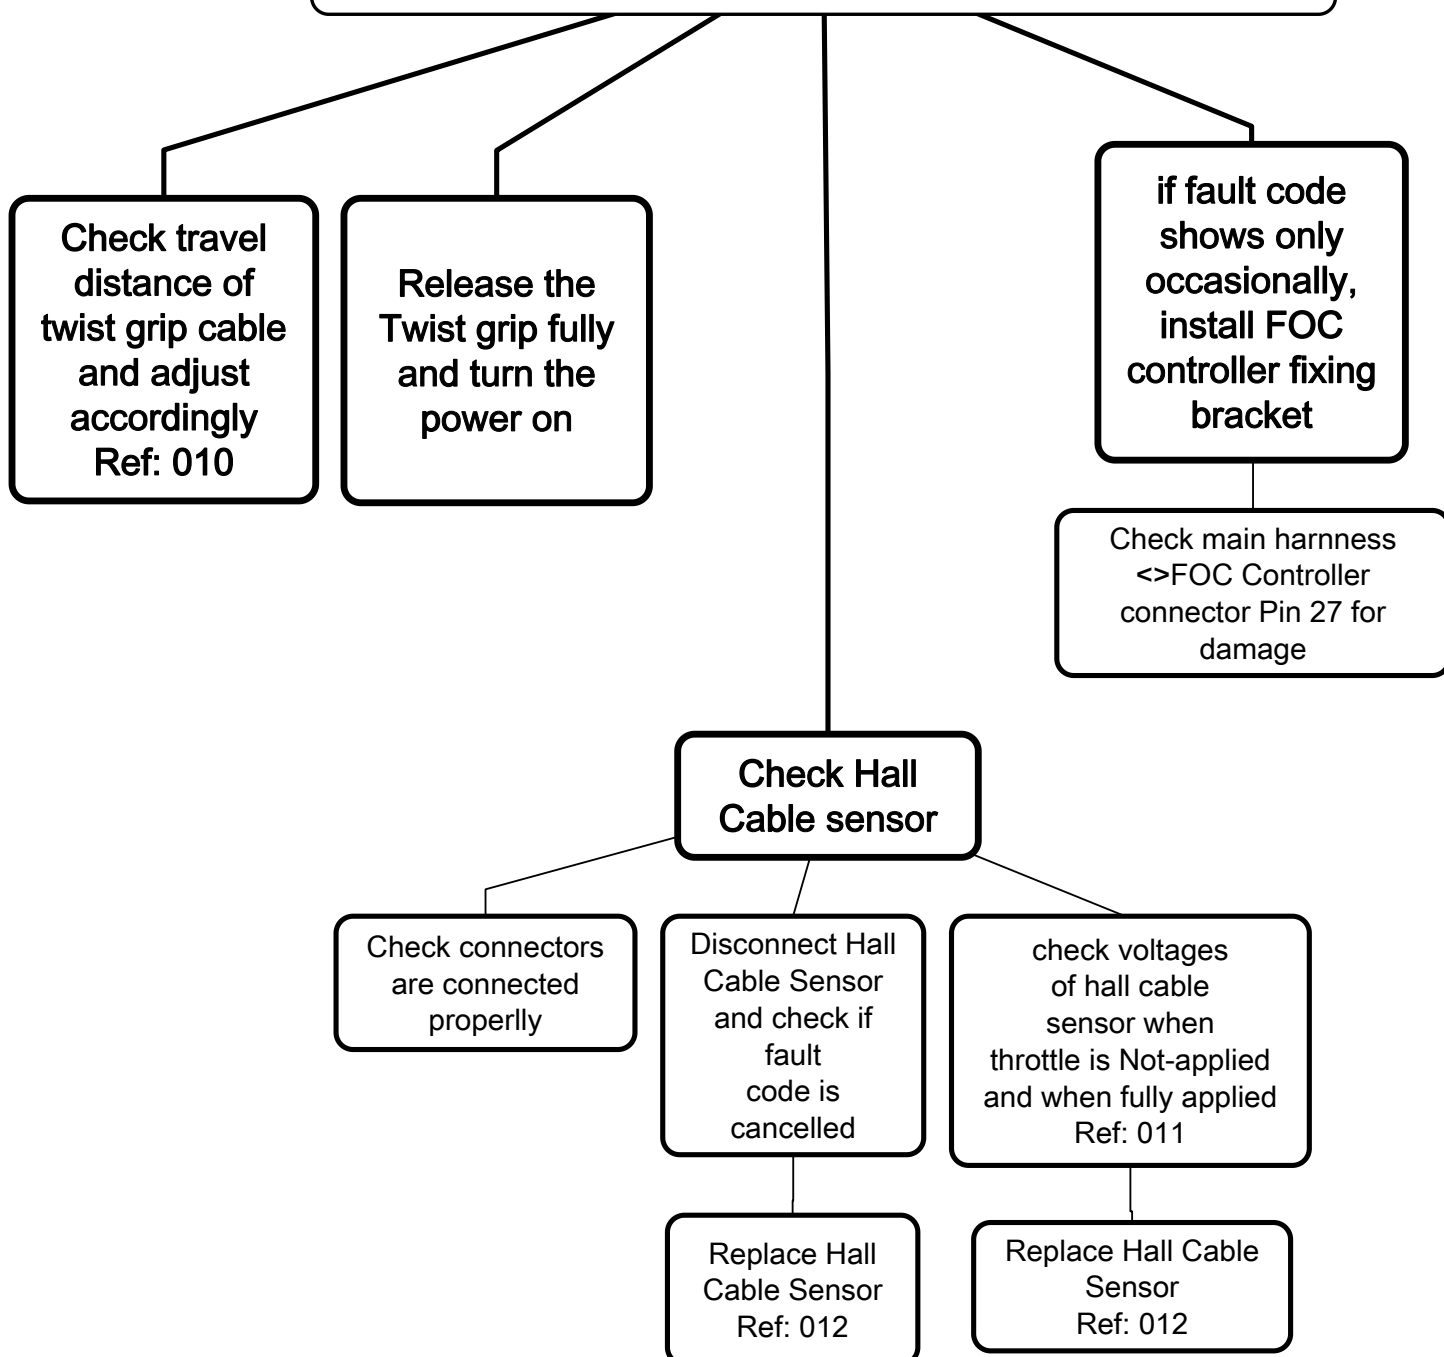 Check travel
distance of
twist grip cable
and adjust
accordingly
Ref: 010
Release the
Twist grip fully
and turn the
power on
if fault code
shows only
occasionally,
install FOC
controller fixing
bracket
Check main harnness
<>FOC Controller
connector Pin 27 for
damage
Check Hall
Cable sensor
Check connectors
are connected
properlly
Disconnect Hall
Cable Sensor
and check if
fault
code is
cancelled
check voltages
of hall cable
sensor when
throttle is Not-applied
and when fully applied
Ref: 011
Replace Hall
Cable Sensor
Ref: 012
Replace Hall Cable
Sensor
Ref: 012